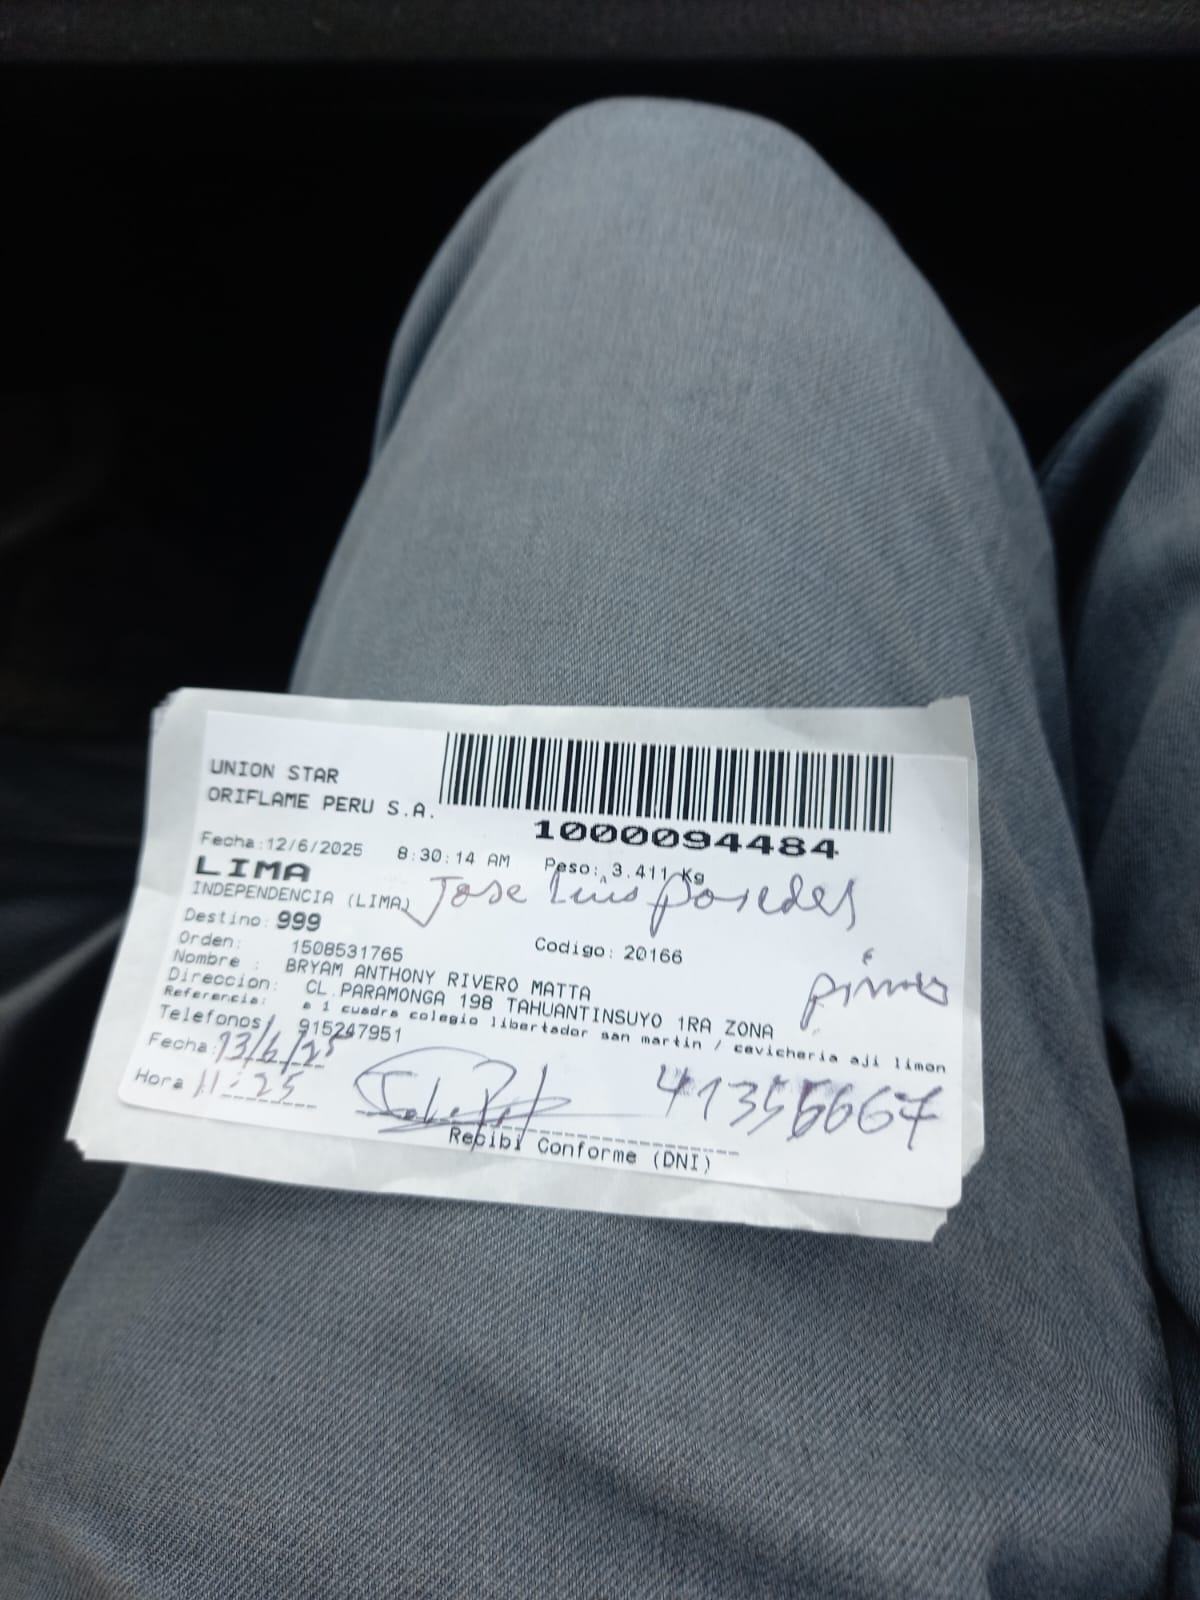 UNION STAR
ORIFLAME PERU S.A.
1000094484
Fecha:12/6/2025 8:30:14 AM Peso: 3.411 Kg
LIMA
INDEPENDENCIA (LIMA)
Jose Luis Paredes
Destino: 999
Orden: 1508531765 Codigo: 20166
Nombre : BRYAM ANTHONY RIVERO MATTA
Direccion: CL.PARAMONGA 198 TAHUANTINSUYO 1RA ZONA
Referencia: a 1 cuadra colegio libertador san martin / cevicheria aji limon
Telefonos: 915247951
Fecha: 13/6/25
Hora 11:25
Recibi Conforme (DNI)